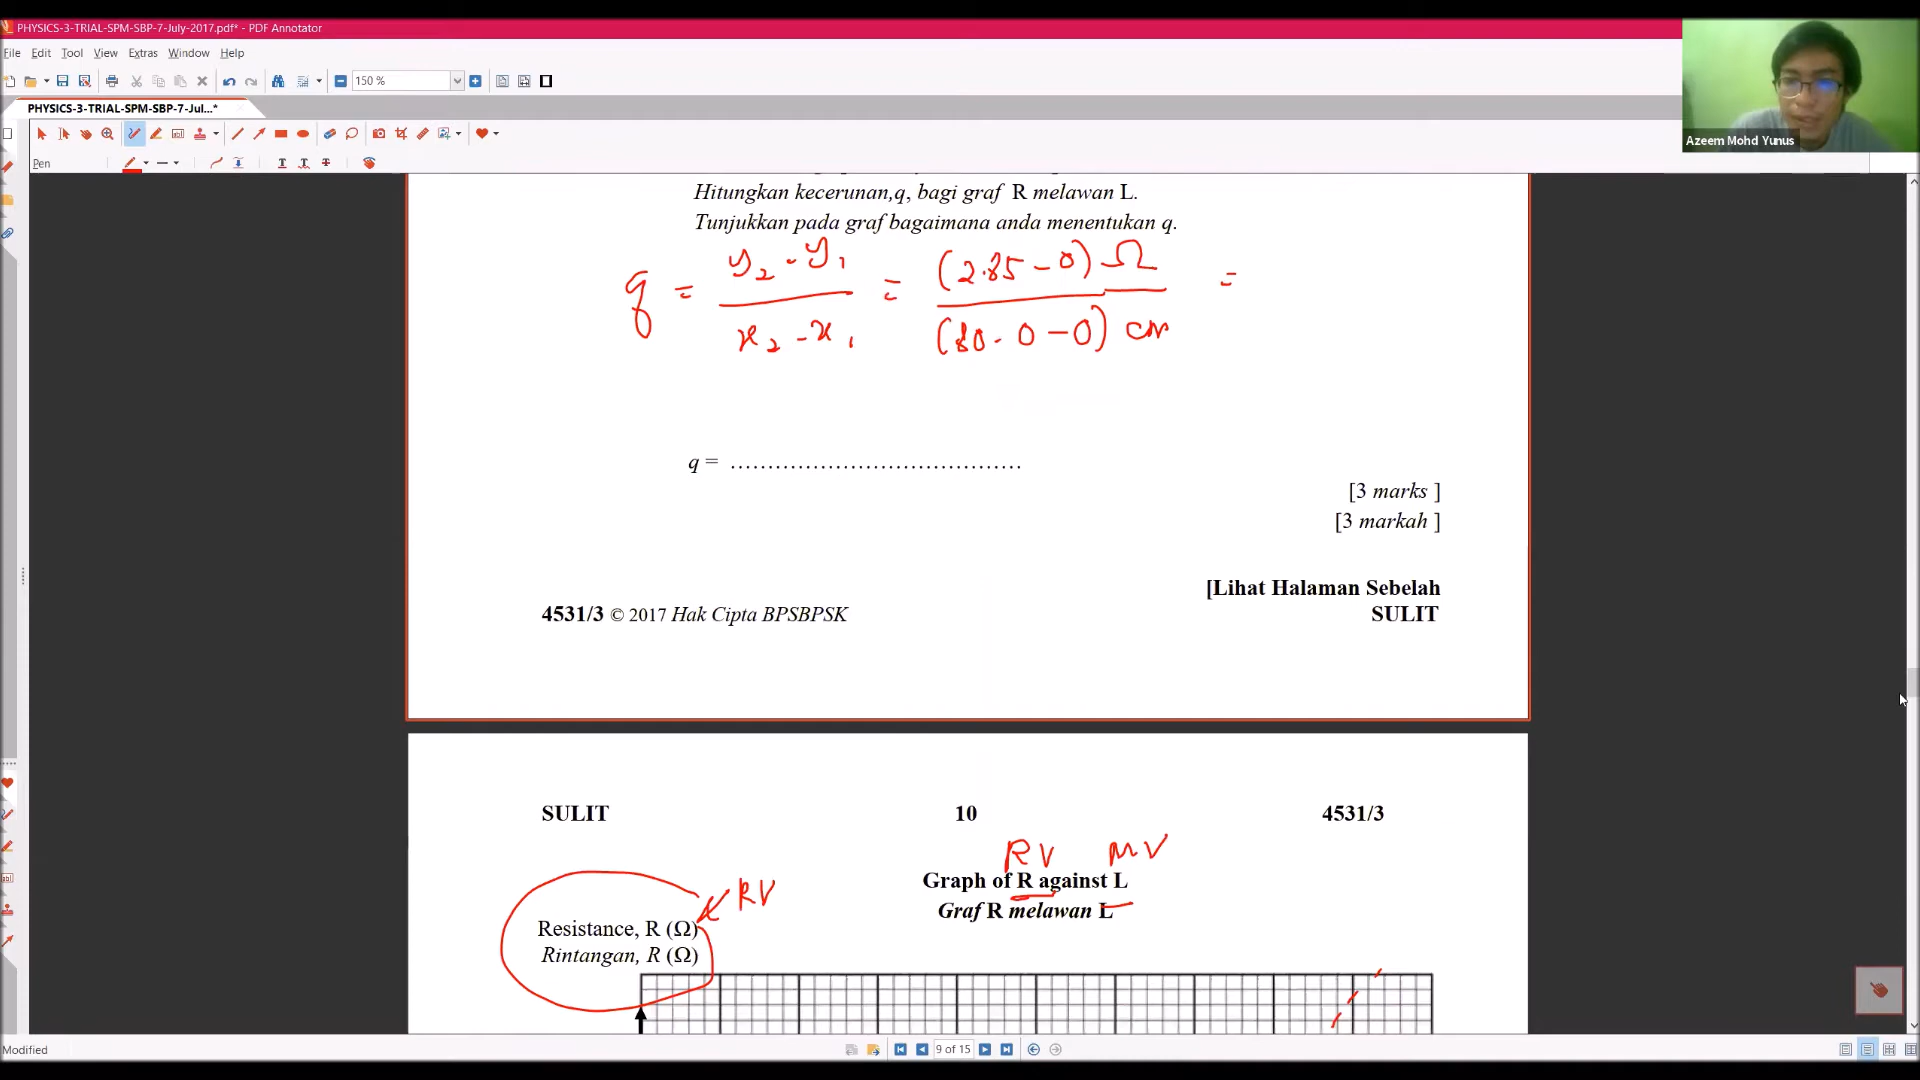 PHYSICS-3-TRIAL-SPM-SBP-7-July-2017.pdf* - PDF Annotator
File Edit Tool View Extras Window Help
150 %
PHYSICS-3-TRIAL-SPM-SBP-7-Jul...*
Pen
Azeem Mohd Yunus
Hitungkan kecerunan,q, bagi graf R melawan L.
Tunjukkan pada graf bagaimana anda menentukan q.
q = y₂ - y₁ / x₂ - x₁ = (2.85 - 0) Ω / (80.0 - 0) cm =
q = ..........................................
[3 marks ]
[3 markah ]
[Lihat Halaman Sebelah
4531/3 © 2017 Hak Cipta BPSBPSK SULIT
SULIT 10 4531/3
RV MV
Graph of R against L
Graf R melawan L
RV
Resistance, R (Ω)
Rintangan, R (Ω)
Modified
9 of 15